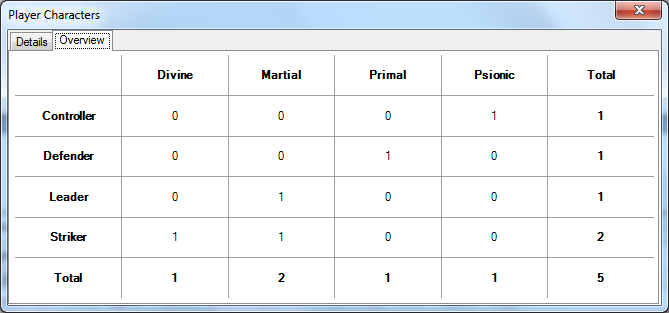 Player Characters
Details Overview
Divine Martial Primal Psionic Total
Controller 0 0 0 1 1
Defender 0 0 1 0 1
Leader 0 1 0 0 1
Striker 1 1 0 0 2
Total 1 2 1 1 5